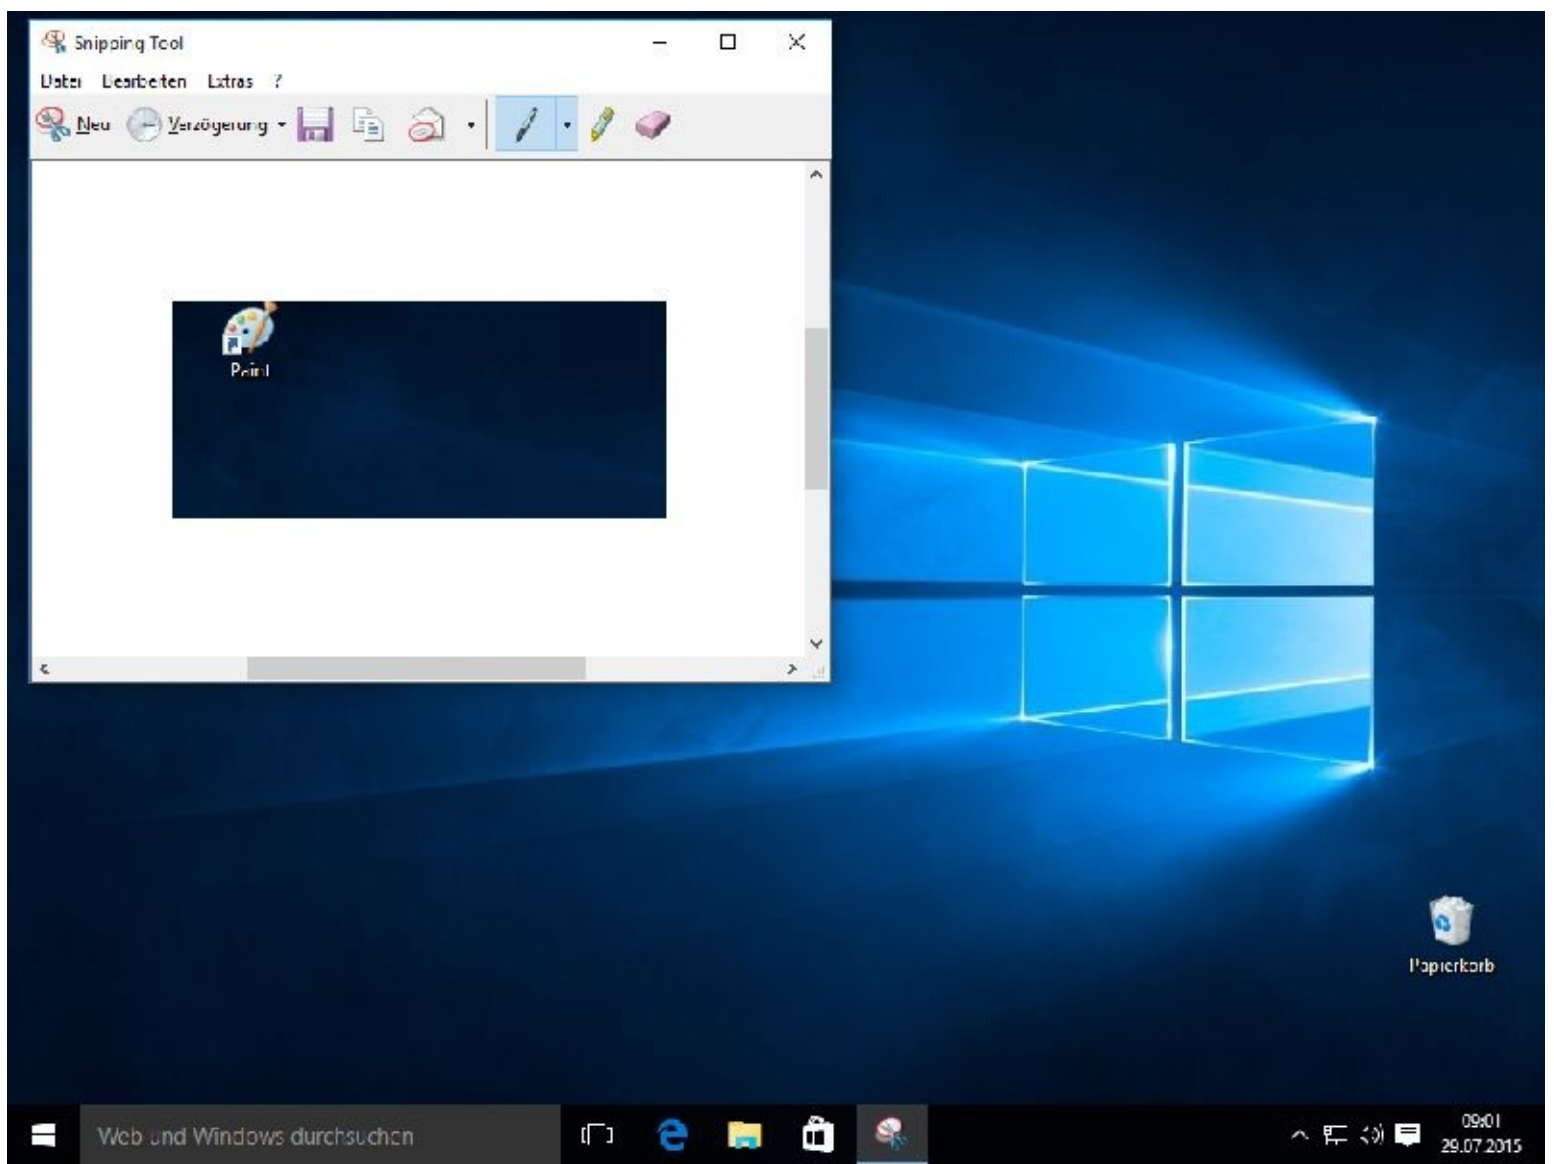 Snipping Tool
Datei Bearbeiten Extras ?
Neu Verzögerung
Paint
Papierkorb
Web und Windows durchsuchen
09:01
29.07.2015